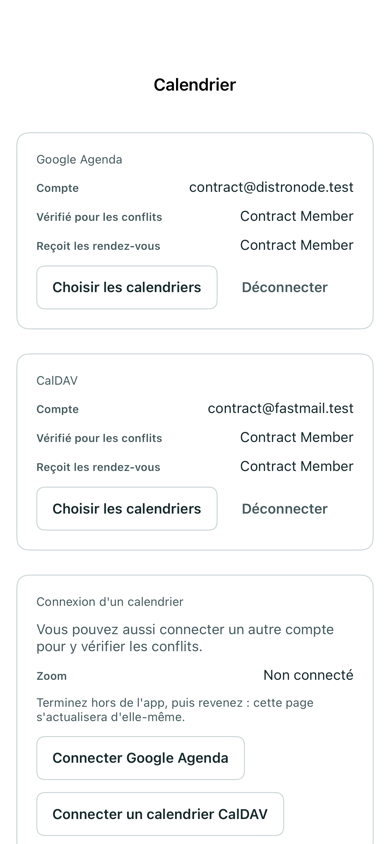 Calendrier
Google Agenda
Compte contract@distronode.test
Vérifié pour les conflits Contract Member
Reçoit les rendez-vous Contract Member
Choisir les calendriers Déconnecter
CalDAV
Compte contract@fastmail.test
Vérifié pour les conflits Contract Member
Reçoit les rendez-vous Contract Member
Choisir les calendriers Déconnecter
Connexion d'un calendrier
Vous pouvez aussi connecter un autre compte
pour y vérifier les conflits.
Zoom Non connecté
Terminez hors de l'app, puis revenez : cette page
s'actualisera d'elle-même.
Connecter Google Agenda
Connecter un calendrier CalDAV